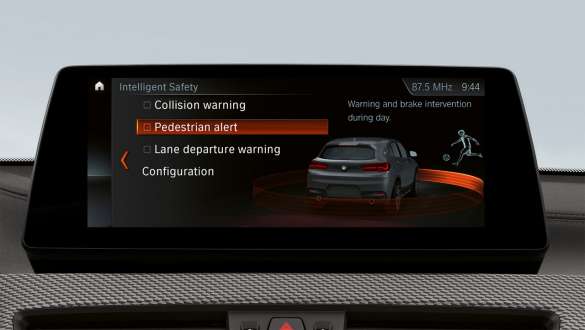 Intelligent Safety
87.5 MHz 9:44
Collision warning
Pedestrian alert
Lane departure warning
Configuration
Warning and brake intervention
during day.